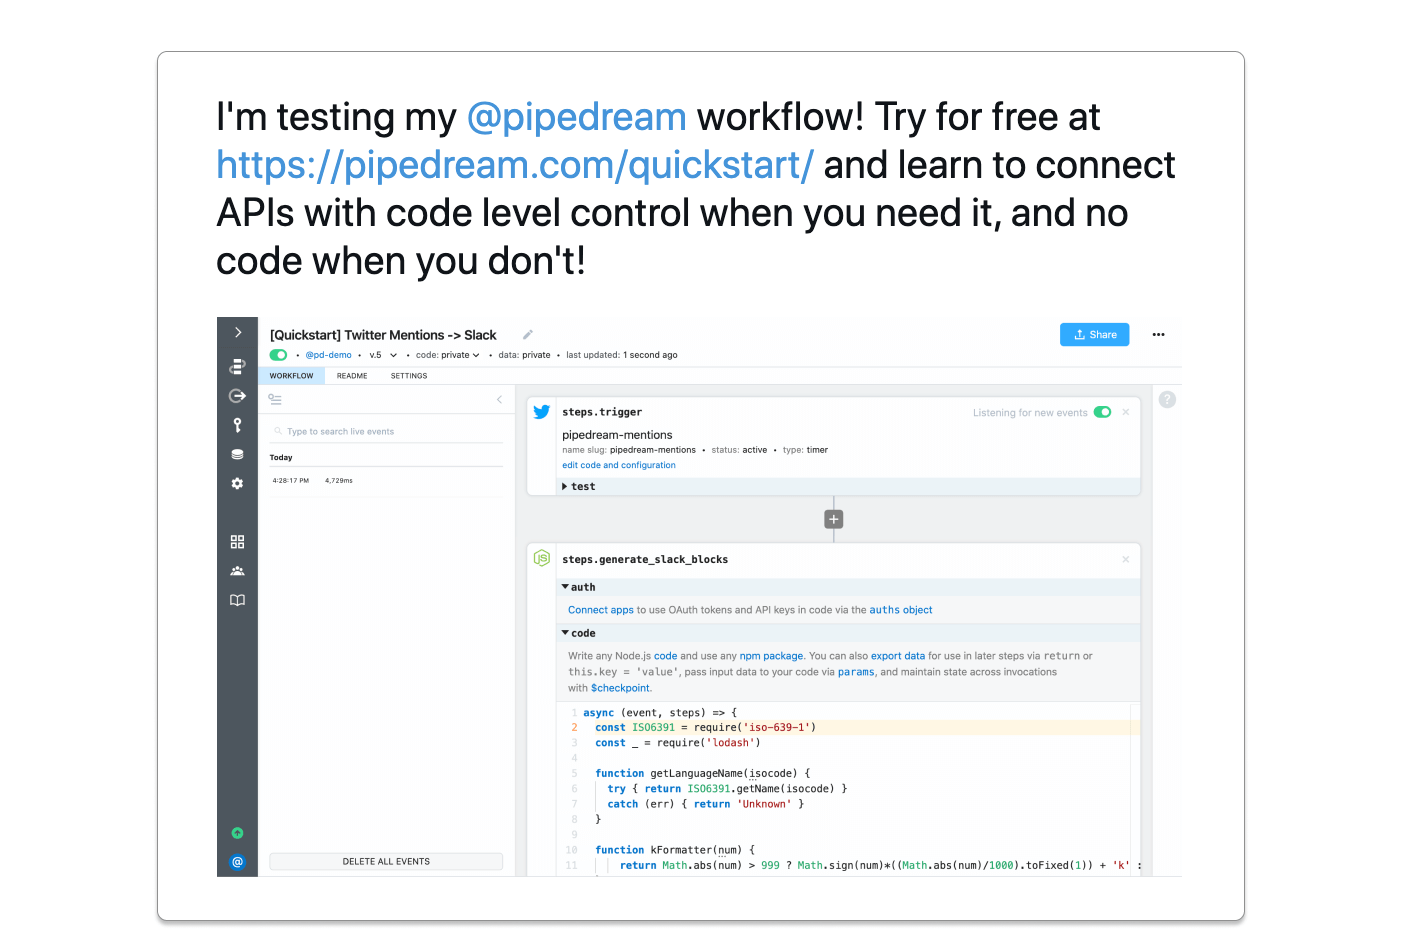 I'm testing my @pipedream workflow! Try for free at
https://pipedream.com/quickstart/ and learn to connect
APIs with code level control when you need it, and no
code when you don't!
[Quickstart] Twitter Mentions -> Slack
Share
•••
• @pd-demo • v.5 • code: private • data: private • last updated: 1 second ago
WORKFLOW README SETTINGS
Type to search live events
Today
4:28:17 PM 4,729ms
DELETE ALL EVENTS
steps.trigger
Listening for new events ×
?
pipedream-mentions
name slug: pipedream-mentions • status: active • type: timer
edit code and configuration
test
+
JS
steps.generate_slack_blocks ×
auth
Connect apps to use OAuth tokens and API keys in code via the auths object
code
Write any Node.js code and use any npm package. You can also export data for use in later steps via return or
this.key = 'value', pass input data to your code via params, and maintain state across invocations
with $checkpoint.
1 async (event, steps) => {
2 const ISO6391 = require('iso-639-1')
3 const _ = require('lodash')
4
5 function getLanguageName(isocode) {
6 try { return ISO6391.getName(isocode) }
7 catch (err) { return 'Unknown' }
8 }
9
10 function kFormatter(num) {
11 return Math.abs(num) > 999 ? Math.sign(num)*((Math.abs(num)/1000).toFixed(1)) + 'k' :
@